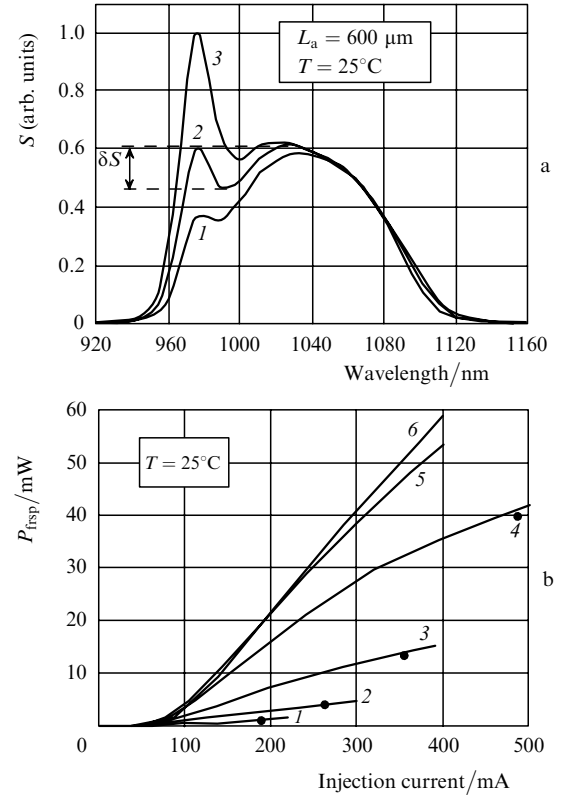 1.0
0.8
0.6
0.4
0.2
0
S (arb. units)
Lₐ = 600 μm
T = 25°C
3
2
1
δS
a
920 960 1000 1040 1080 1120 1160
Wavelength/nm
60
50
40
30
20
10
0
P_frsp/mW
T = 25°C
6
5
4
3
2
1
b
100 200 300 400 500
Injection current/mA